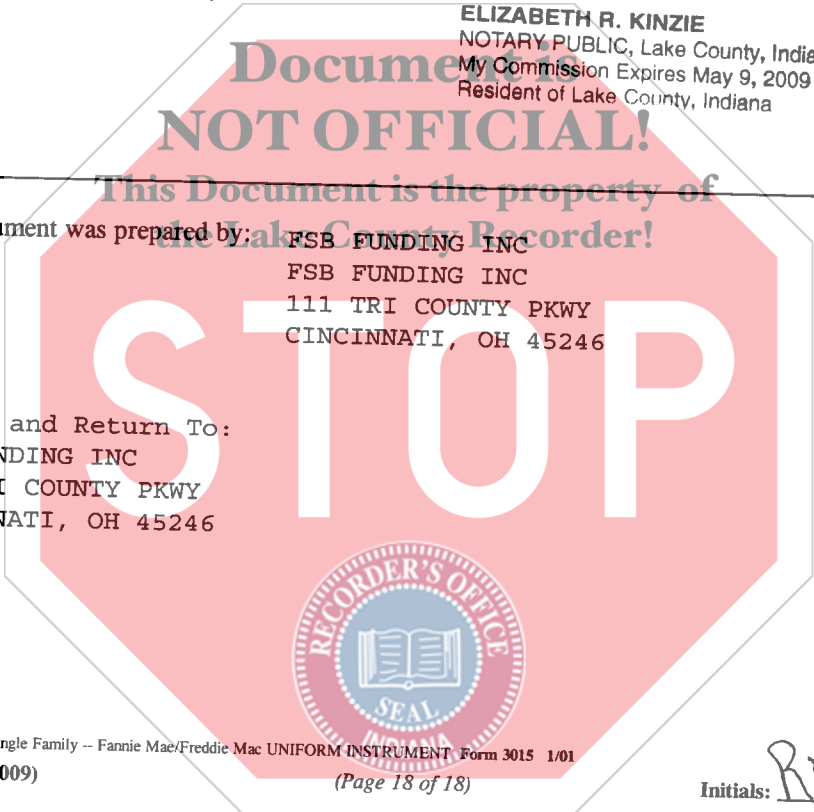 ELIZABETH R. KINZIE
NOTARY PUBLIC, Lake County, India
My Commission Expires May 9, 2009
Resident of Lake County, Indiana
Document is
NOT OFFICIAL!
This Document is the property of
the Lake County Recorder!
ument was prepared by: FSB FUNDING INC
FSB FUNDING INC
111 TRI COUNTY PKWY
CINCINNATI, OH 45246
STOP
and Return To:
NDING INC
I COUNTY PKWY
NATI, OH 45246
RECORDER'S OFFICE
SEAL
INDIANA
ngle Family -- Fannie Mae/Freddie Mac UNIFORM INSTRUMENT Form 3015 1/01
009)
(Page 18 of 18)
Initials: